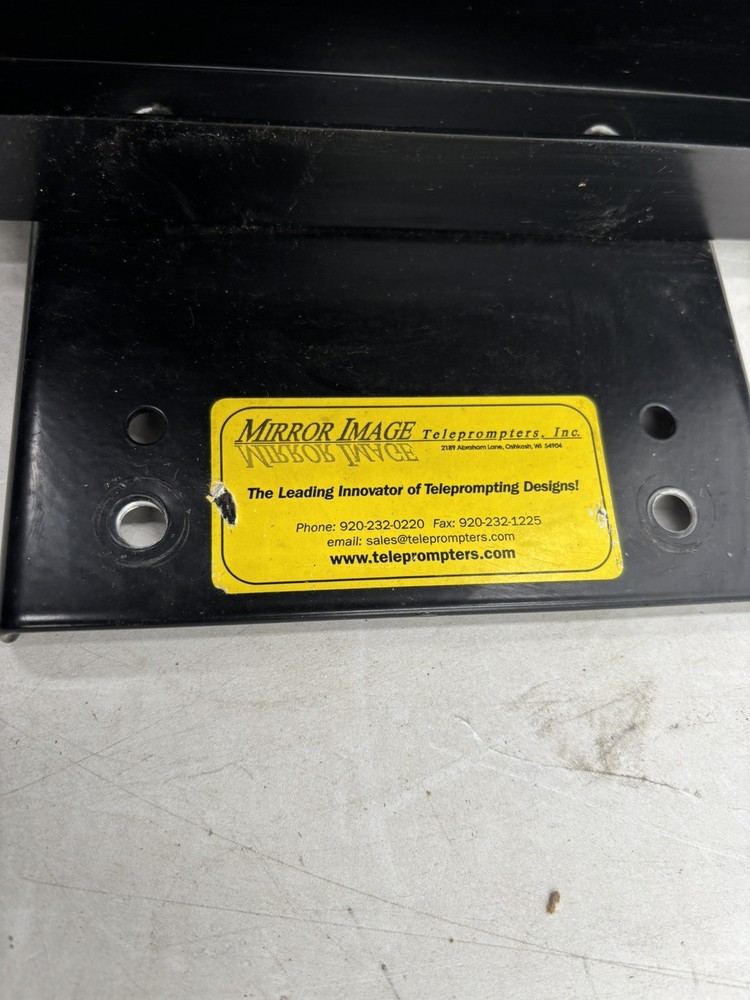 MIRROR IMAGE Teleprompters, Inc.
2189 Abraham Lane, Oshkosh, WI 54904
MIRROR IMAGE
The Leading Innovator of Teleprompting Designs!
Phone: 920-232-0220 Fax: 920-232-1225
email: sales@teleprompters.com
www.teleprompters.com